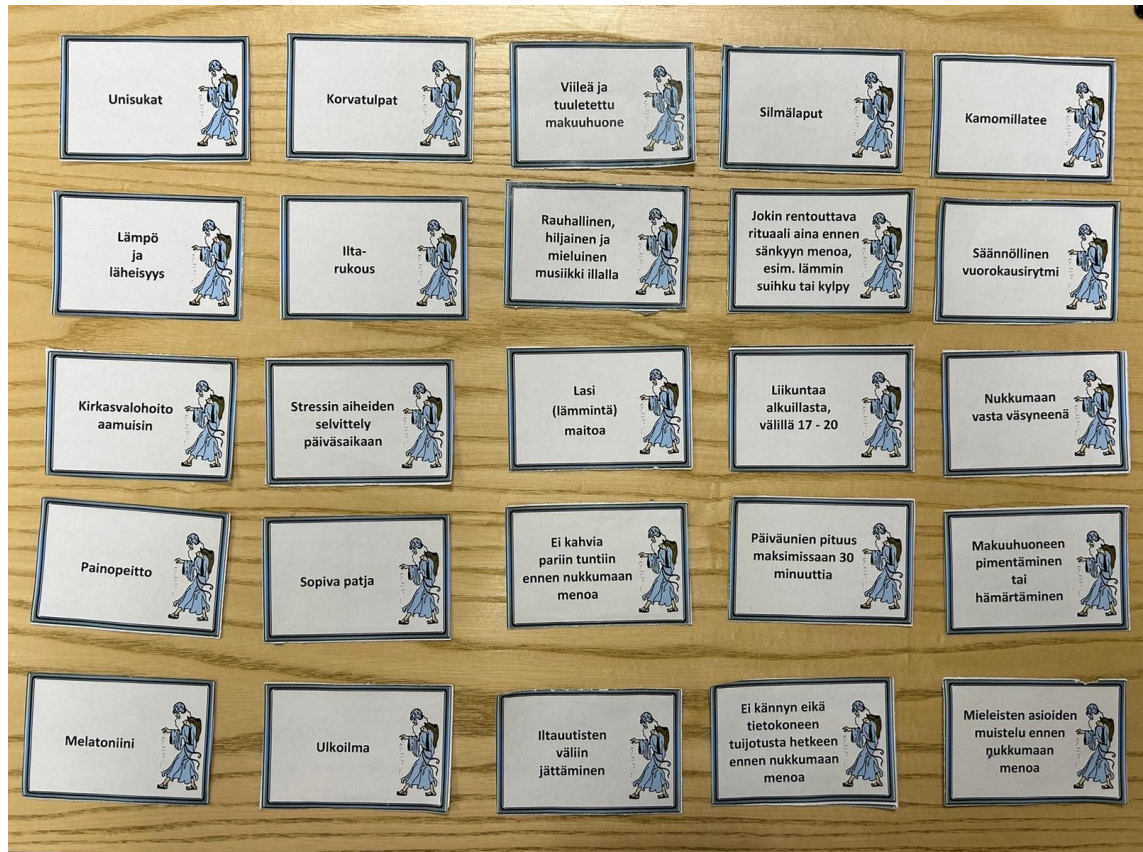 Unisukat
Korvatulpat
Viileä ja
tuuletettu
makuuhuone
Silmälaput
Kamomillatee
Lämpö
ja
läheisyys
Ilta-
rukous
Rauhallinen,
hiljainen ja
mieluinen
musiikki illalla
Jokin rentouttava
rituaali aina ennen
sänkyyn menoa,
esim. lämmin
suihku tai kylpy
Säännöllinen
vuorokausirytmi
Kirkasvalohoito
aamuisin
Stressin aiheiden
selvittely
päiväsaikaan
Lasi
(lämmintä)
maitoa
Liikuntaa
alkuillasta,
välillä 17 - 20
Nukkumaan
vasta väsyneenä
Painopeitto
Sopiva patja
Ei kahvia
pariin tuntiin
ennen nukkumaan
menoa
Päiväunien pituus
maksimissaan 30
minuuttia
Makuuhuoneen
pimentäminen
tai
hämärtäminen
Melatoniini
Ulkoilma
Iltauutisten
väliin
jättäminen
Ei kännyn eikä
tietokoneen
tuijotusta hetkeen
ennen nukkumaan
menoa
Mieleisten asioiden
muistelu ennen
nukkumaan
menoa